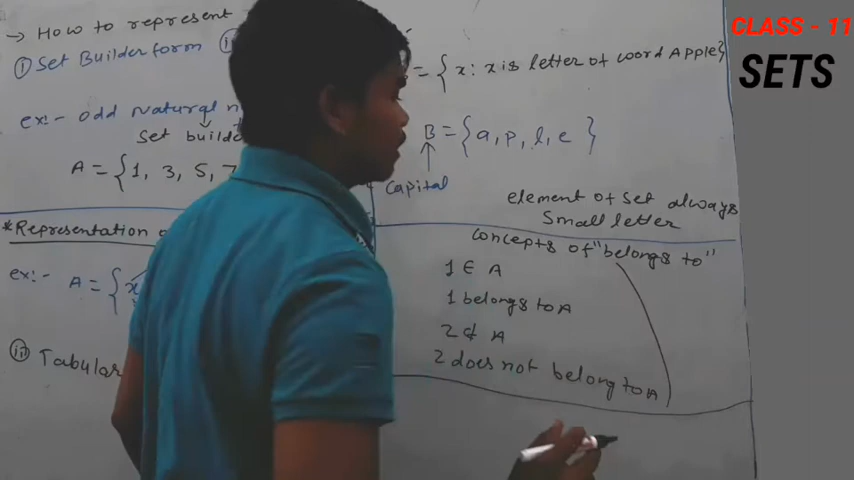 → How to represent
(i) Set Builder form (ii
ex:- odd natural n
↓
Set builde
A = {1, 3, 5, 7
*Representation o
ex:- A = {x
(ii) Tabular
= {x: x is letter of word Apple}
B = {a, p, l, e }
↑
Capital
element of set always
small letter
concepts of "belongs to"
1 ∈ A
1 belongs to A
2 ∉ A
2 does not belong to A
CLASS - 11
SETS